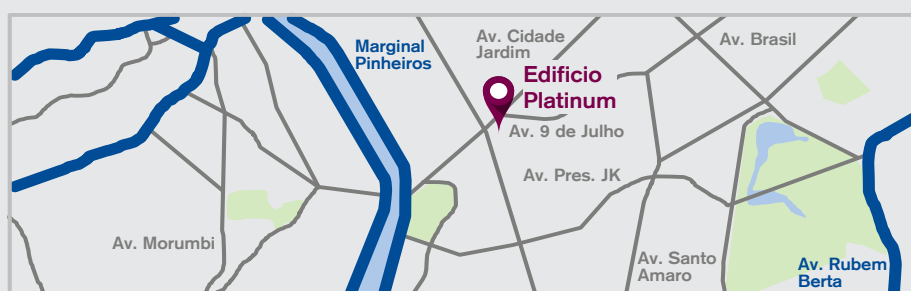 Av. Cidade
Jardim
Av. Brasil
Marginal
Pinheiros
Edificio
Platinum
Av. 9 de Julho
Av. Pres. JK
Av. Morumbi
Av. Santo
Amaro
Av. Rubem
Berta